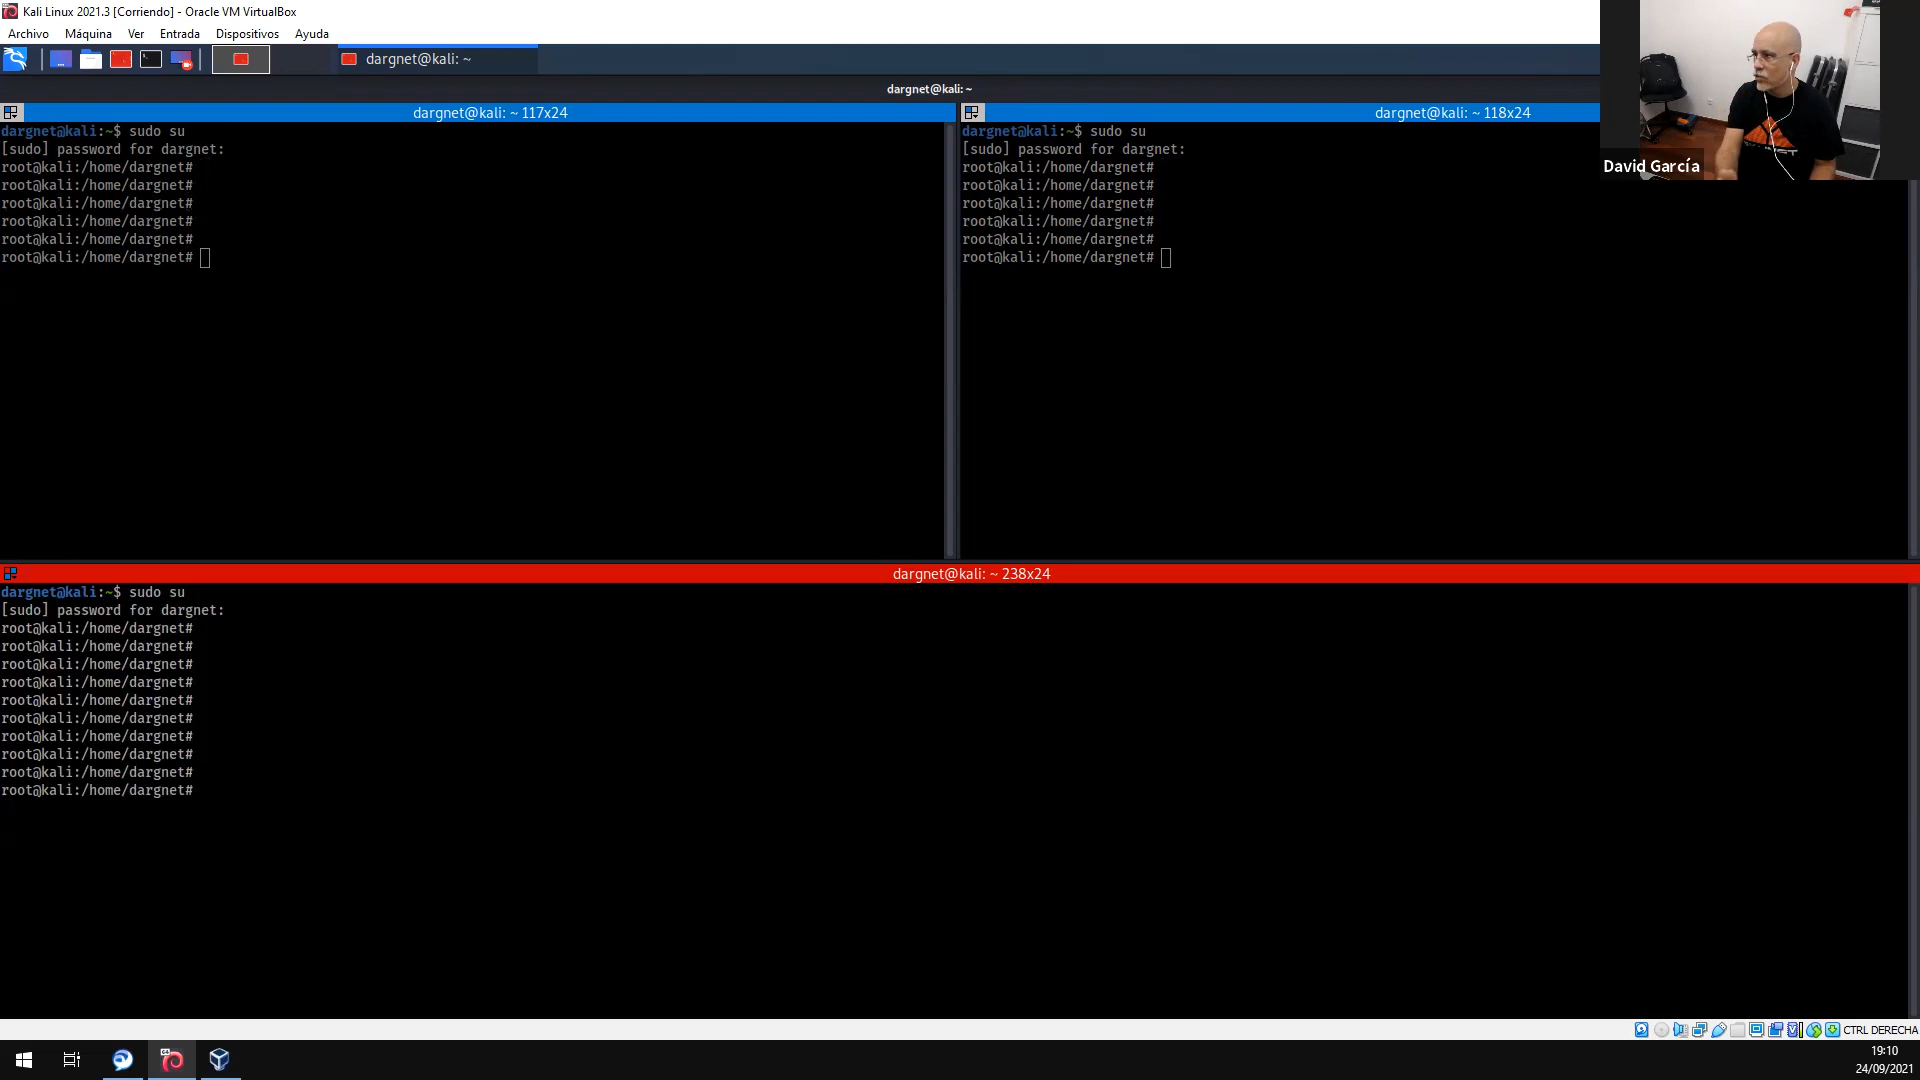 Kali Linux 2021.3 [Corriendo] - Oracle VM VirtualBox
Archivo Máquina Ver Entrada Dispositivos Ayuda
dargnet@kali: ~
dargnet@kali: ~
David García
dargnet@kali: ~ 117x24
dargnet@kali:~$ sudo su
[sudo] password for dargnet:
root@kali:/home/dargnet#
root@kali:/home/dargnet#
root@kali:/home/dargnet#
root@kali:/home/dargnet#
root@kali:/home/dargnet#
root@kali:/home/dargnet#
dargnet@kali: ~ 118x24
dargnet@kali:~$ sudo su
[sudo] password for dargnet:
root@kali:/home/dargnet#
root@kali:/home/dargnet#
root@kali:/home/dargnet#
root@kali:/home/dargnet#
root@kali:/home/dargnet#
root@kali:/home/dargnet#
dargnet@kali: ~ 238x24
dargnet@kali:~$ sudo su
[sudo] password for dargnet:
root@kali:/home/dargnet#
root@kali:/home/dargnet#
root@kali:/home/dargnet#
root@kali:/home/dargnet#
root@kali:/home/dargnet#
root@kali:/home/dargnet#
root@kali:/home/dargnet#
root@kali:/home/dargnet#
root@kali:/home/dargnet#
root@kali:/home/dargnet#
CTRL DERECHA
19:10
24/09/2021